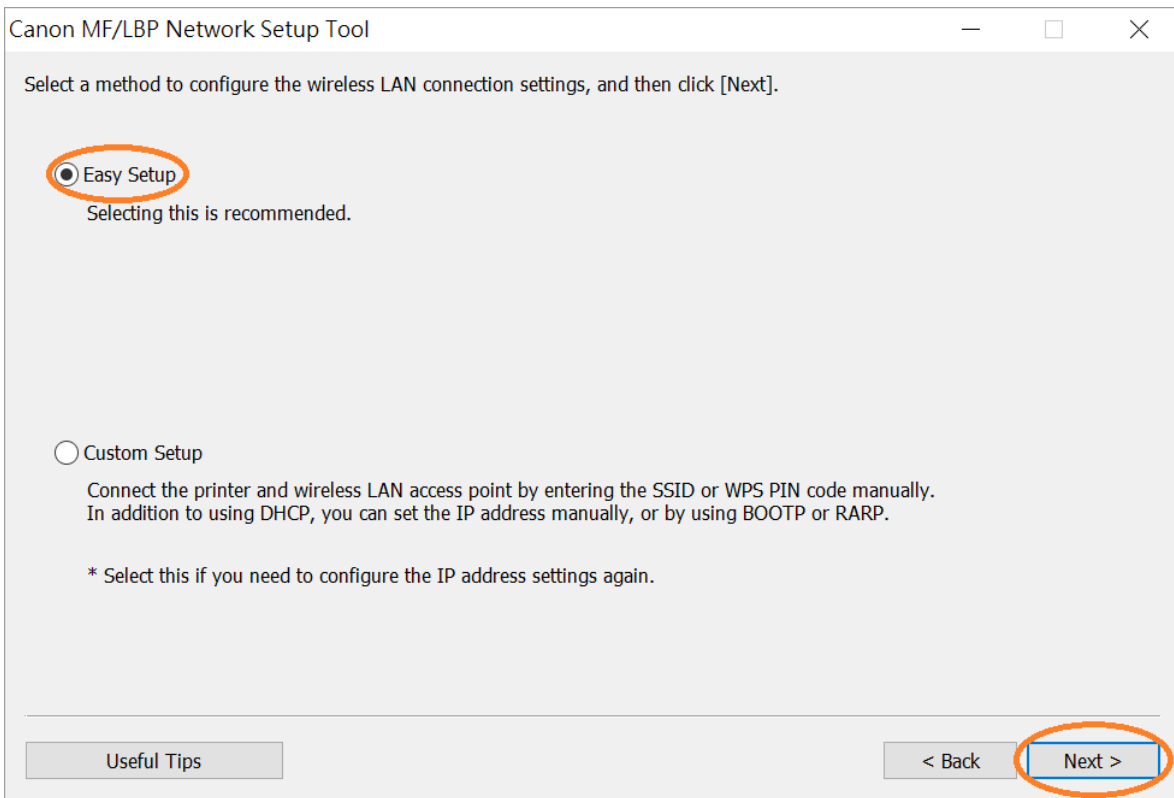 Canon MF/LBP Network Setup Tool
Select a method to configure the wireless LAN connection settings, and then click [Next].
Easy Setup
Selecting this is recommended.
Custom Setup
Connect the printer and wireless LAN access point by entering the SSID or WPS PIN code manually.
In addition to using DHCP, you can set the IP address manually, or by using BOOTP or RARP.
* Select this if you need to configure the IP address settings again.
Useful Tips
< Back
Next >